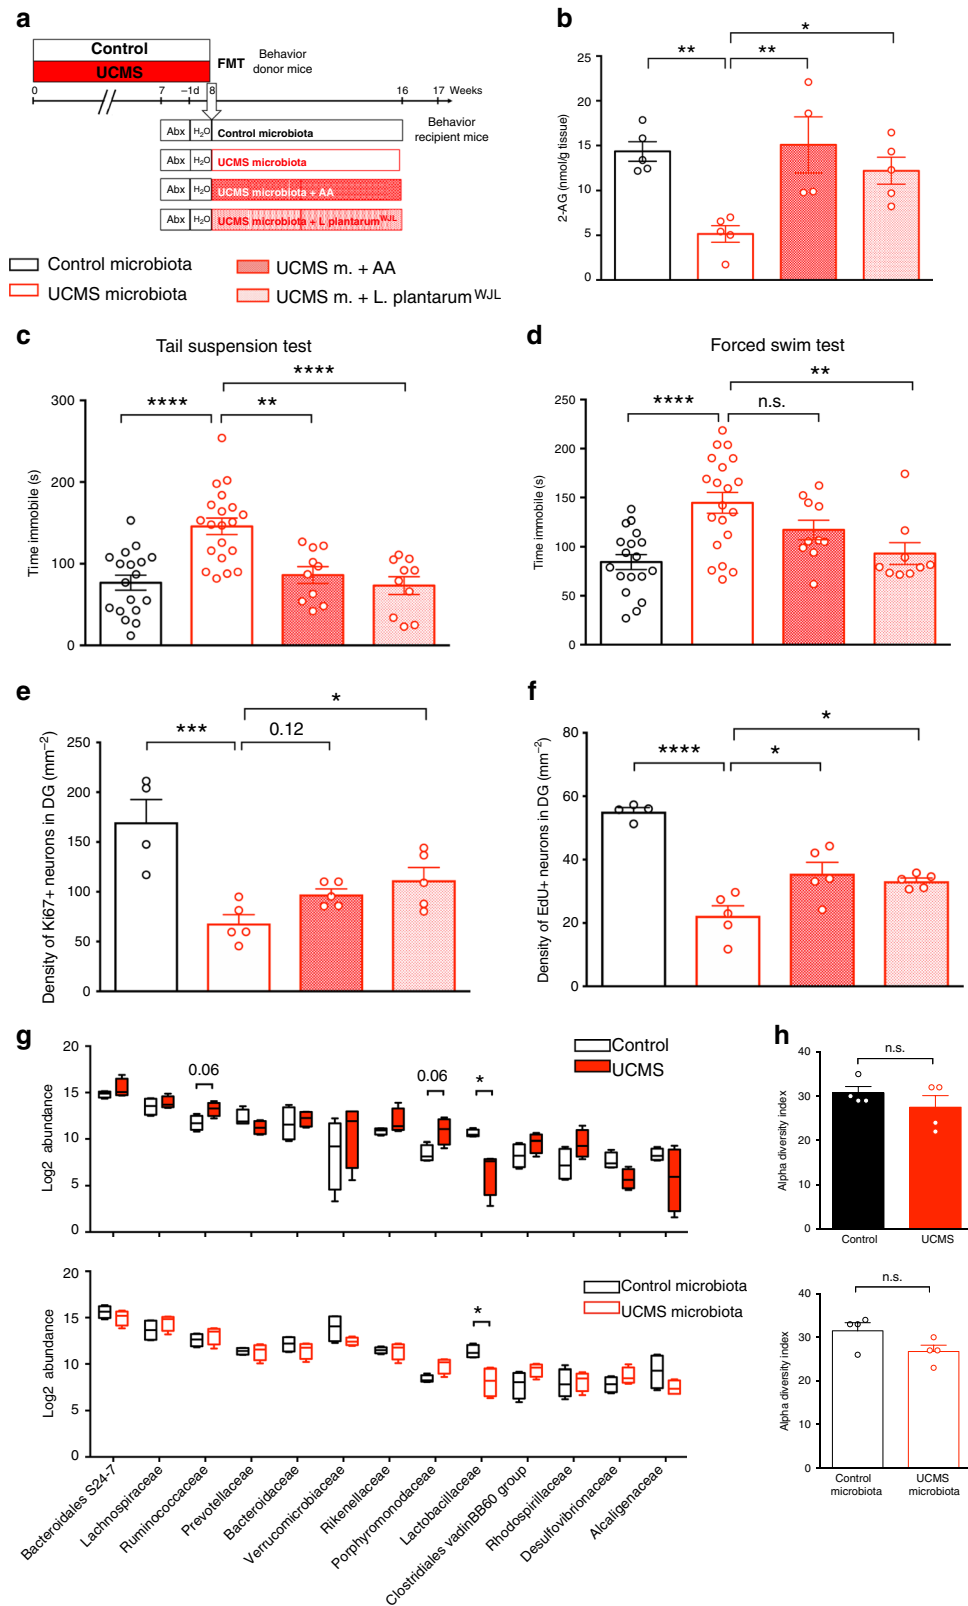 a
Control
UCMS
FMT
Behavior
donor mice
0
7
–1d
8
16
17
Weeks
Behavior
recipient mice
Abx
H2O
Control microbiota
Abx
H2O
UCMS microbiota
Abx
H2O
UCMS microbiota + AA
Abx
H2O
UCMS microbiota + L plantarumWJL
Control microbiota
UCMS microbiota
UCMS m. + AA
UCMS m. + L. plantarumWJL
b
*
**
**
2-AG (nmol/g tissue)
25
20
15
10
5
0
c
Tail suspension test
****
****
**
Time immobile (s)
300
200
100
0
d
Forced swim test
**
****
n.s.
Time immobile (s)
250
200
150
100
50
0
e
*
***
0.12
Density of Ki67+ neurons in DG (mm−2)
250
200
150
100
50
0
f
*
****
*
Density of EdU+ neurons in DG (mm−2)
80
60
40
20
0
g
Control
UCMS
0.06
0.06
*
Log2 abundance
20
15
10
5
0
Control microbiota
UCMS microbiota
*
Log2 abundance
20
15
10
5
0
Bacteroidales S24-7
Lachnospiraceae
Ruminococcaceae
Prevotellaceae
Bacteroidaceae
Verrucomicrobiaceae
Rikenellaceae
Porphyromonadaceae
Lactobacillaceae
Clostridiales vadinBB60 group
Rhodospirillaceae
Desulfovibrionaceae
Alcaligenaceae
h
n.s.
Alpha diversity index
40
30
20
10
0
Control
UCMS
n.s.
Alpha diversity index
40
30
20
10
0
Control
microbiota
UCMS
microbiota